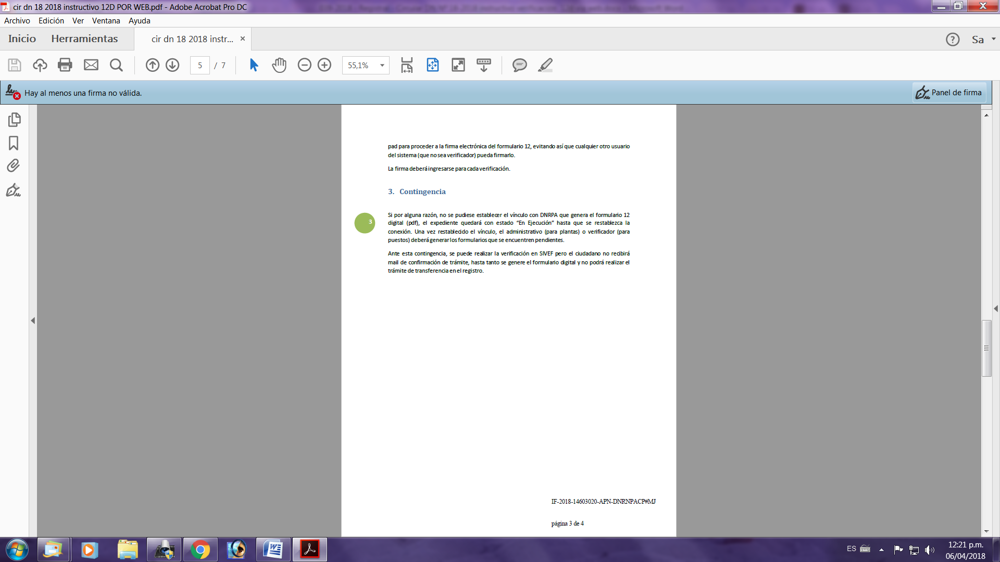 cir dn 18 2018 instructivo 12D POR WEB.pdf - Adobe Acrobat Pro DC
Archivo Edición Ver Ventana Ayuda
Inicio Herramientas cir dn 18 2018 instr... × ? Sa
5 / 7 55,1%
Hay al menos una firma no válida. Panel de firma
pad para proceder a la firma electrónica del formulario 12, evitando así que cualquier otro usuario
del sistema (que no sea verificador) pueda firmarlo.
La firma deberá ingresarse para cada verificación.
3. Contingencia
Si por alguna razón, no se pudiese establecer el vínculo con DNRPA que genera el formulario 12
3
digital (pdf), el expediente quedará con estado “En Ejecución” hasta que se restablezca la
conexión. Una vez restablecido el vínculo, el administrativo (para plantas) o verificador (para
puestos) deberá generar los formularios que se encuentren pendientes.
Ante esta contingencia, se puede realizar la verificación en SIVEF pero el ciudadano no recibirá
mail de confirmación de trámite, hasta tanto se genere el formulario digital y no podrá realizar el
trámite de transferencia en el registro.
IF-2018-14603020-APN-DNRNPACP#MJ
página 3 de 4
ES
12:21 p.m.
06/04/2018